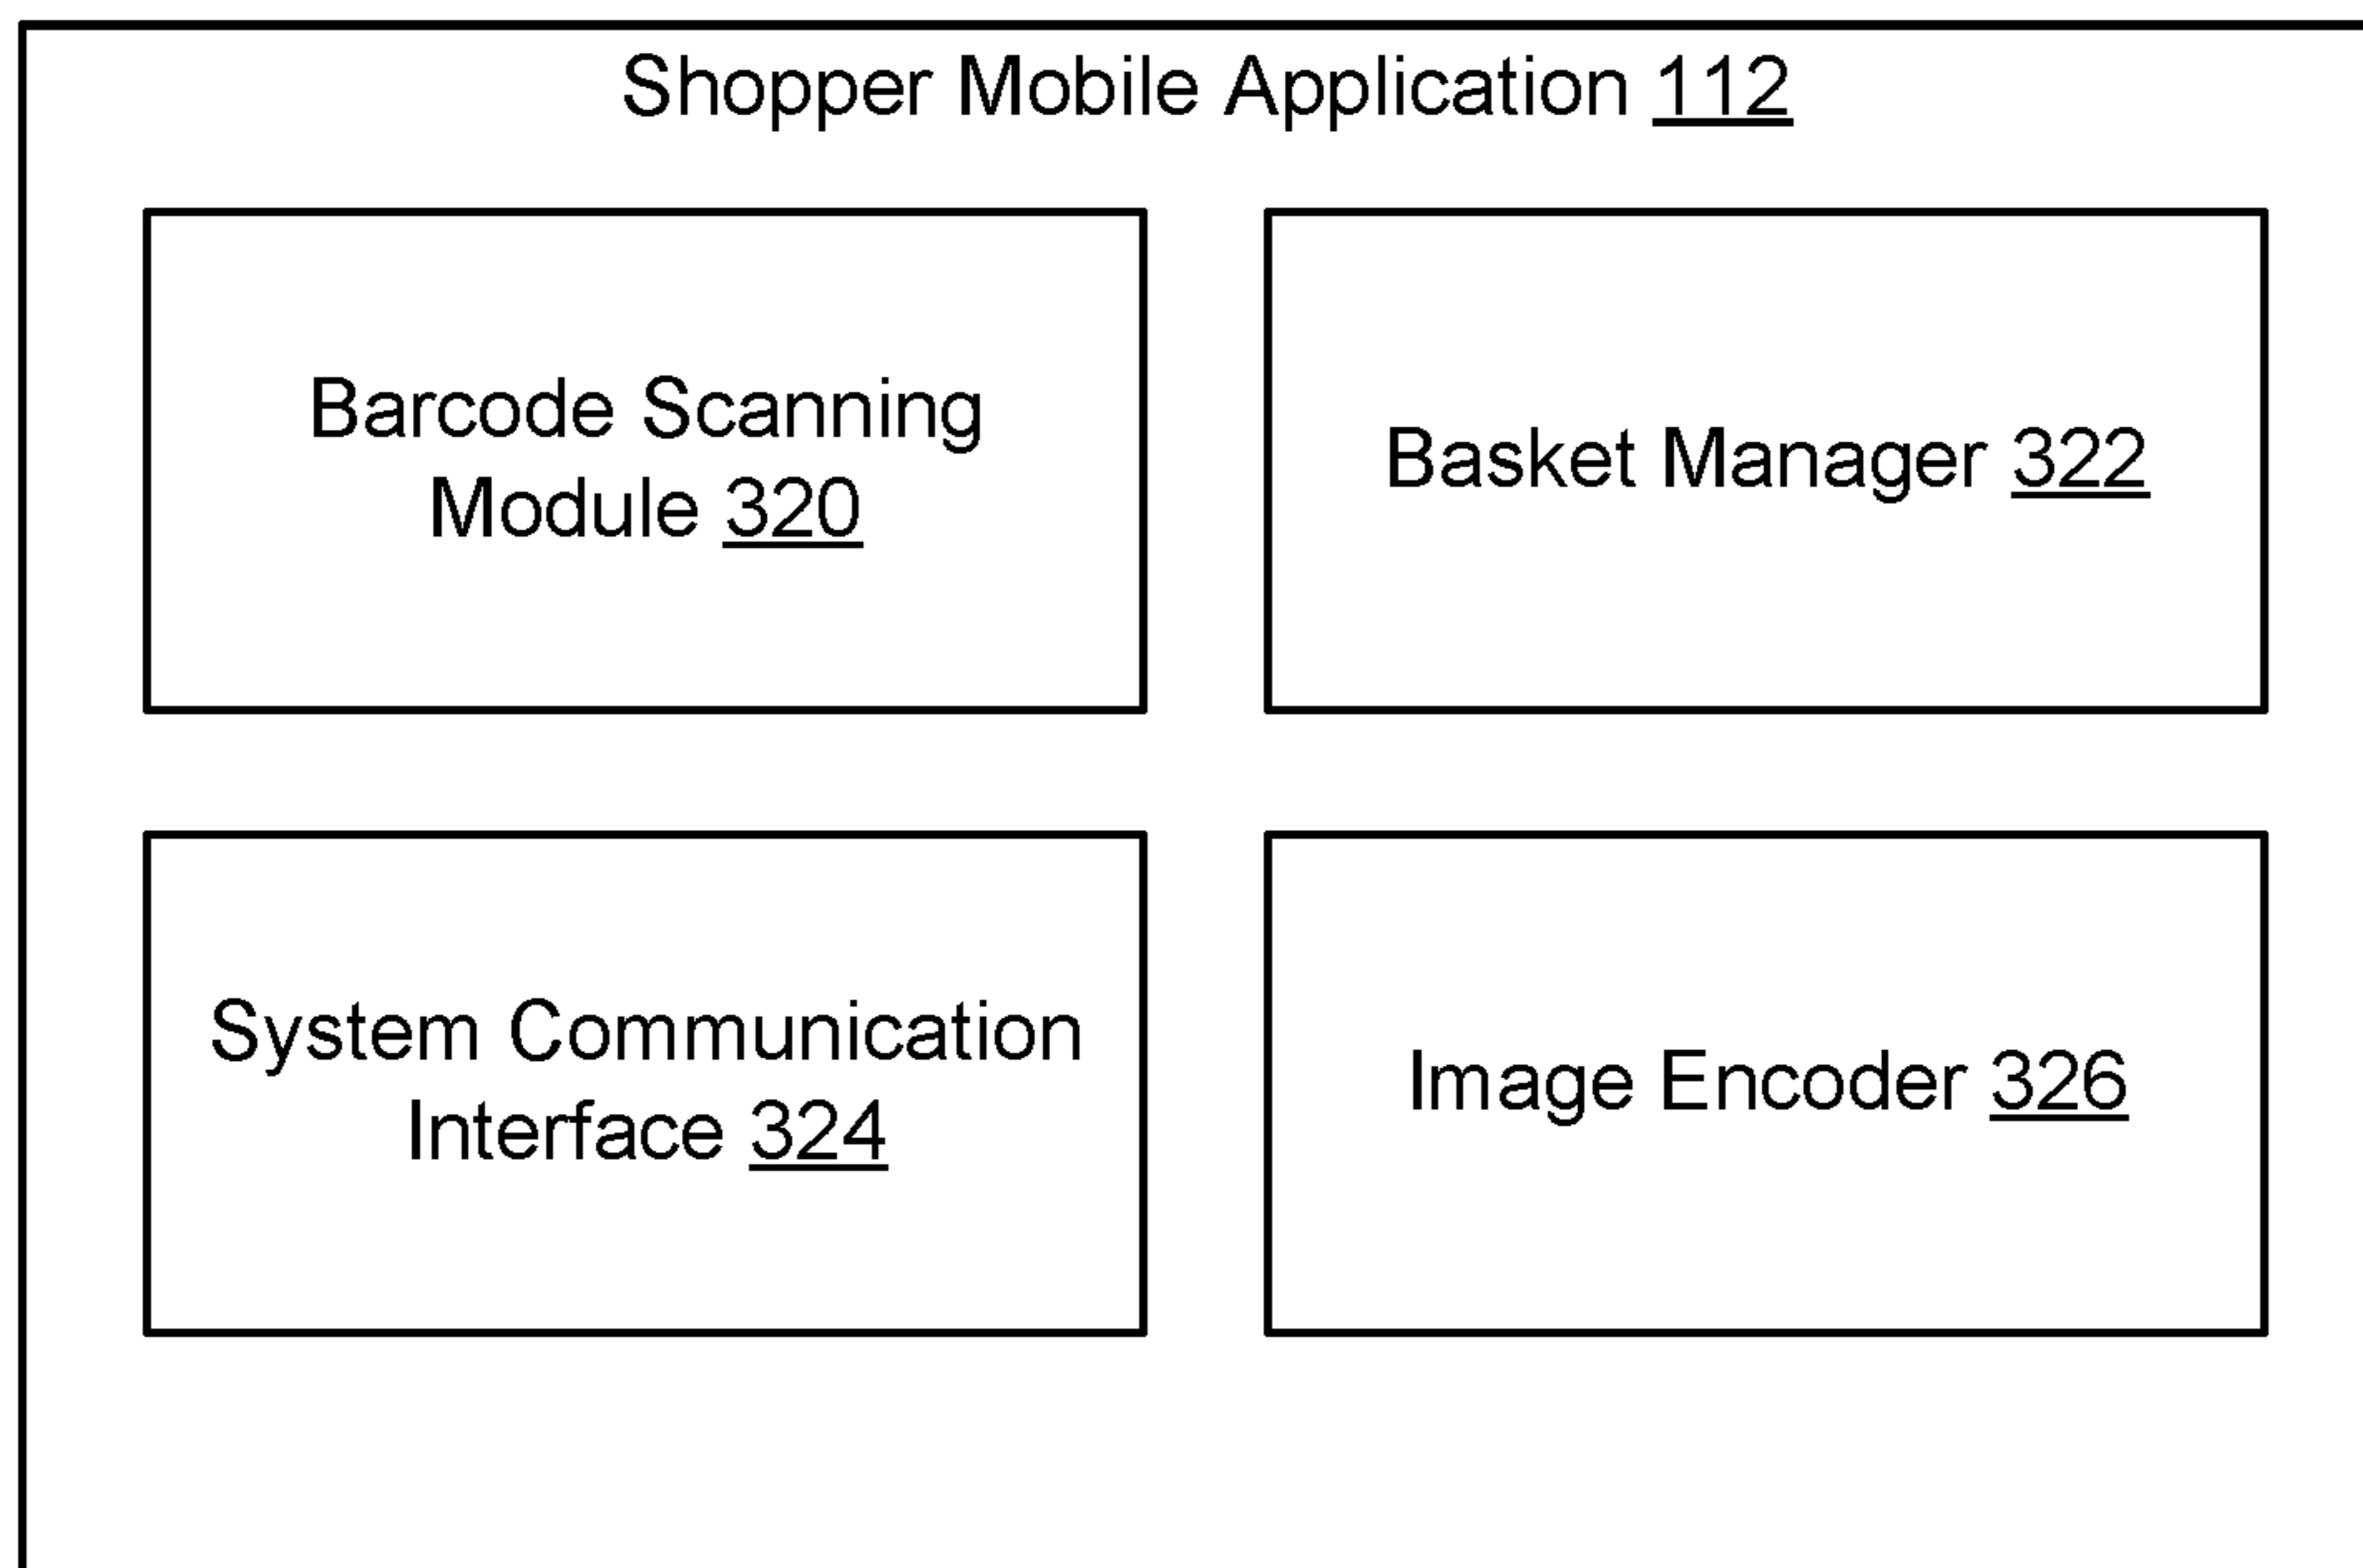 Shopper Mobile Application 112
Barcode Scanning
Module 320
Basket Manager 322
System Communication
Interface 324
Image Encoder 326